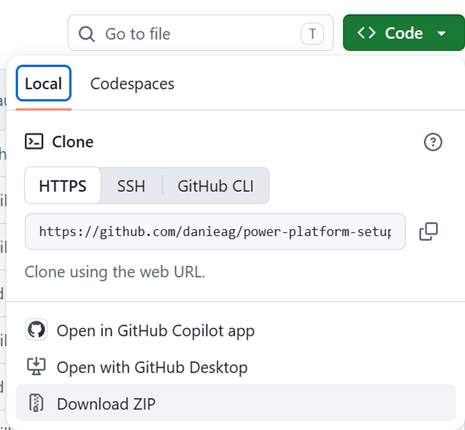 Go to file T Code
Local Codespaces
Clone
HTTPS SSH GitHub CLI
https://github.com/danieag/power-platform-setup
Clone using the web URL.
Open in GitHub Copilot app
Open with GitHub Desktop
Download ZIP